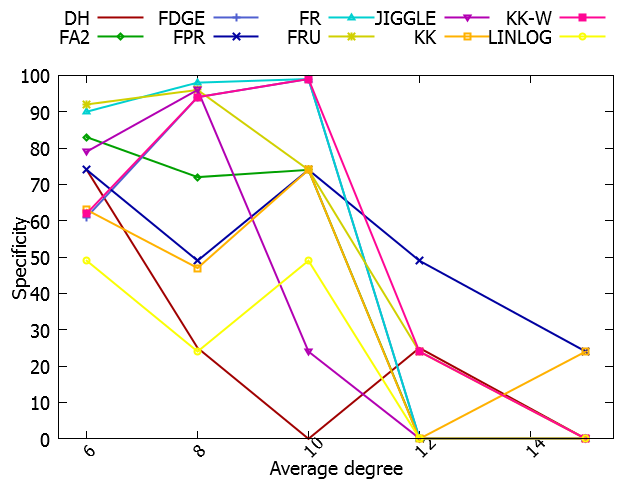 DH FDGE FR JIGGLE KK-W
FA2 FPR FRU KK LINLOG
100
90
80
70
60
50
40
30
20
10
0
Specificity
6 8 10 12 14
Average degree